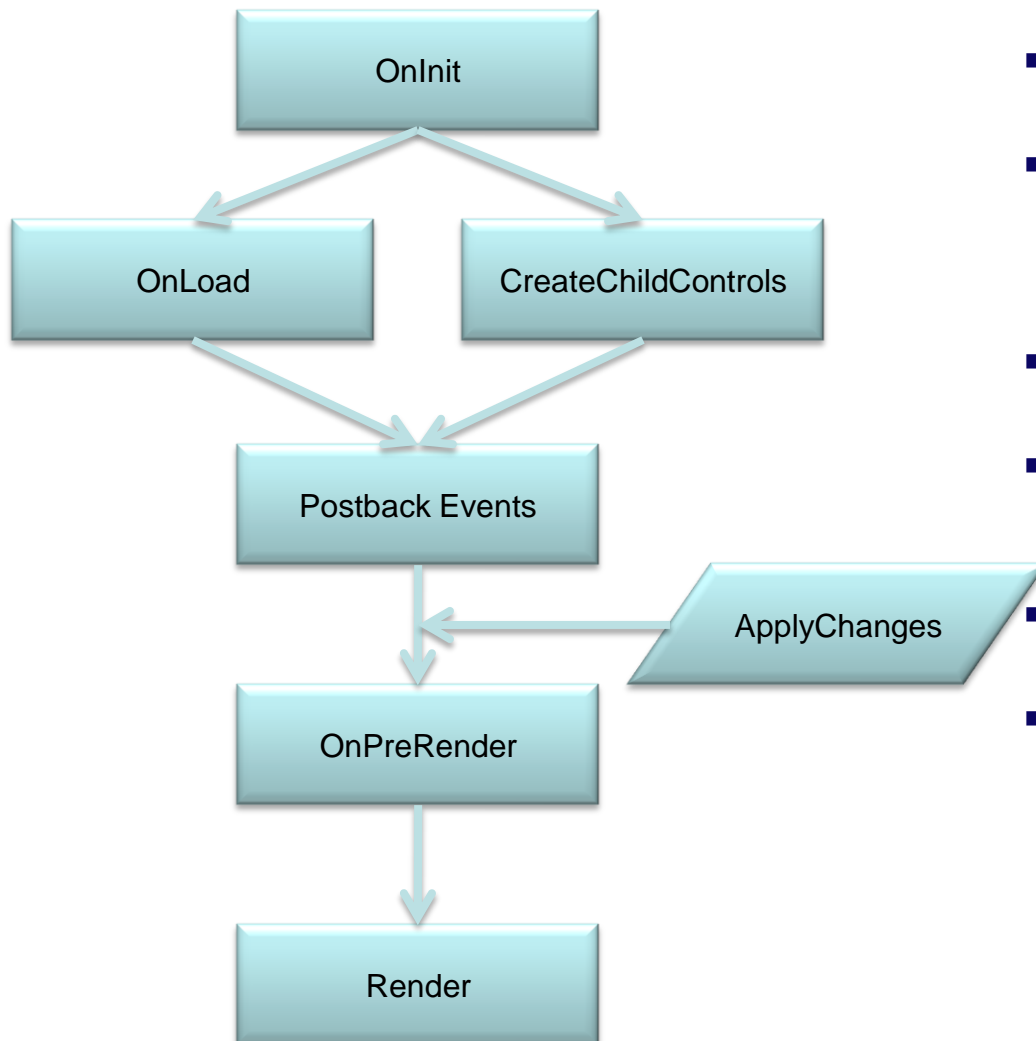 OnInit
OnLoad
CreateChildControls
Postback Events
ApplyChanges
OnPreRender
Render